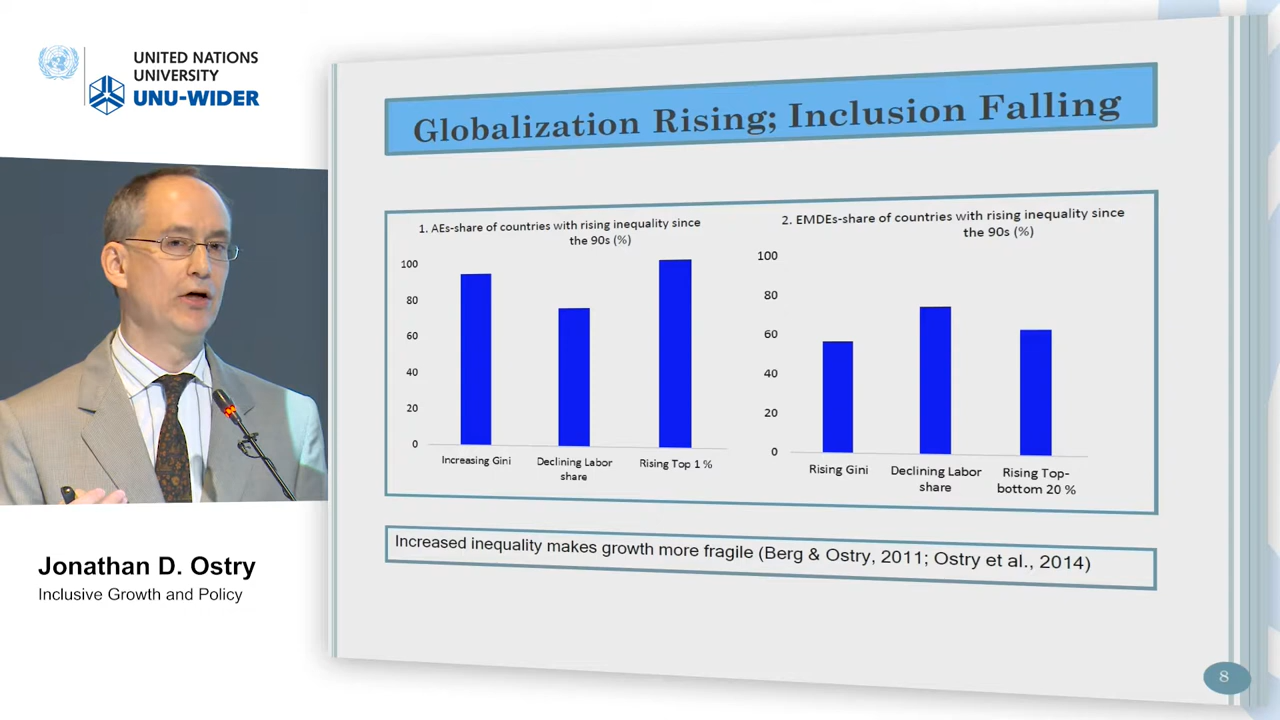 UNITED NATIONS
UNIVERSITY
UNU-WIDER
Globalization Rising; Inclusion Falling
1. AEs-share of countries with rising inequality since
the 90s (%)
100
80
60
40
20
0
Increasing Gini
Declining Labor
share
Rising Top 1 %
2. EMDEs-share of countries with rising inequality since
the 90s (%)
100
80
60
40
20
0
Rising Gini
Declining Labor
share
Rising Top-
bottom 20 %
Increased inequality makes growth more fragile (Berg & Ostry, 2011; Ostry et al., 2014)
Jonathan D. Ostry
Inclusive Growth and Policy
8